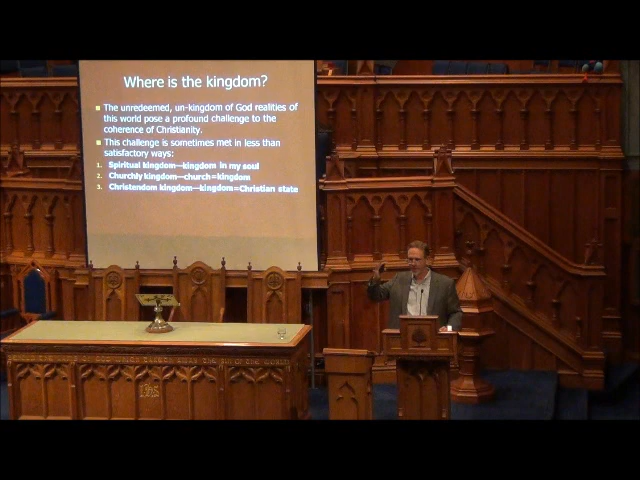 Where is the kingdom?
The unredeemed, un-kingdom of God realities of
this world pose a profound challenge to the
coherence of Christianity.
This challenge is sometimes met in less than
satisfactory ways:
1. Spiritual kingdom—kingdom in my soul
2. Churchly kingdom—church=kingdom
3. Christendom kingdom—kingdom=Christian state
IHS